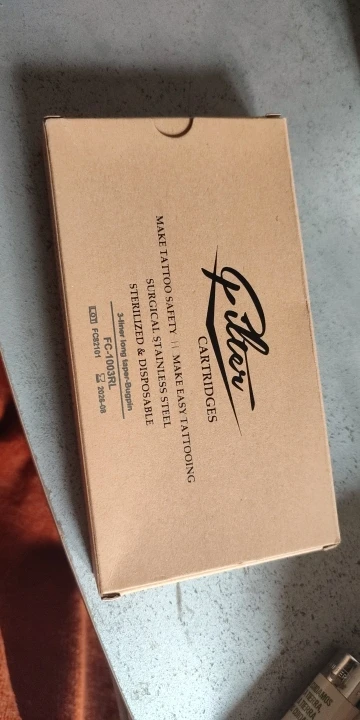 Filter
CARTRIDGES
MAKE TATTOO SAFETY || MAKE EASY TATTOOING
SURGICAL STAINLESS STEEL
STERILIZED & DISPOSABLE
3-liner long taper-Bugpin
FC-1003RL
LOT FC82101 2026-08